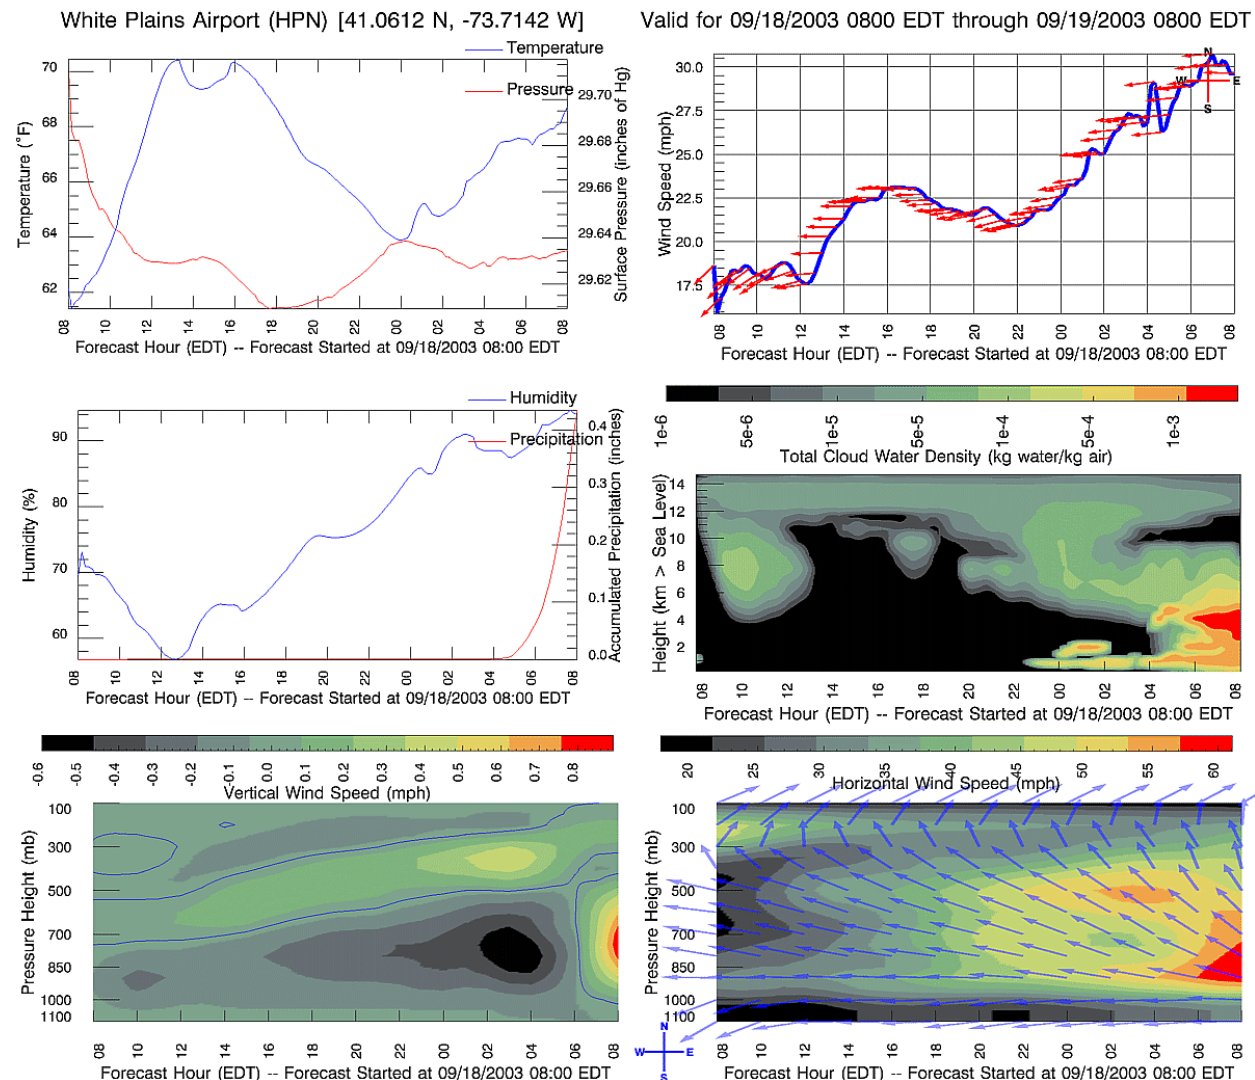 White Plains Airport (HPN) [41.0612 N, -73.7142 W]
Valid for 09/18/2003 0800 EDT through 09/19/2003 0800 EDT
Temperature
Pressure
Temperature (°F)
70
68
66
64
62
Surface Pressure (inches of Hg)
29.70
29.68
29.66
29.64
29.62
08 10 12 14 16 20 00 02 04 06 08
Forecast Hour (EDT) -- Forecast Started at 09/18/2003 08:00 EDT
Wind Speed (mph)
30.0
27.5
25.0
22.5
20.0
17.5
N
W E
S
08 10 12 14 16 20 22 00 02 04 06 08
Forecast Hour (EDT) -- Forecast Started at 09/18/2003 08:00 EDT
Humidity
Precipitation
Humidity (%)
90
80
70
60
Accumulated Precipitation (inches)
0.4
0.3
0.2
0.1
0.0
08 10 12 14 16 18 20 22 00 02 04 06 08
Forecast Hour (EDT) -- Forecast Started at 09/18/2003 08:00 EDT
1e-6 5e-6 1e-5 5e-5 1e-4 5e-4 1e-3
Total Cloud Water Density (kg water/kg air)
Height (km > Sea Level)
14
12
10
8
6
4
2
08 10 12 14 16 18 20 22 00 02 04 06 08
Forecast Hour (EDT) -- Forecast Started at 09/18/2003 08:00 EDT
-0.6 -0.5 -0.4 -0.3 -0.2 -0.1 0.0 0.1 0.2 0.3 0.4 0.5 0.6 0.7 0.8
Vertical Wind Speed (mph)
Pressure Height (mb)
100
300
500
700
850
1000
1100
08 10 12 14 16 18 20 22 00 02 04 06 08
Forecast Hour (EDT) -- Forecast Started at 09/18/2003 08:00 EDT
20 25 30 35 40 45 50 55 60
Horizontal Wind Speed (mph)
Pressure Height (mb)
100
300
500
700
850
1000
1100
N
W E
S
08 10 12 14 16 18 20 22 00 02 04 06 08
Forecast Hour (EDT) -- Forecast Started at 09/18/2003 08:00 EDT